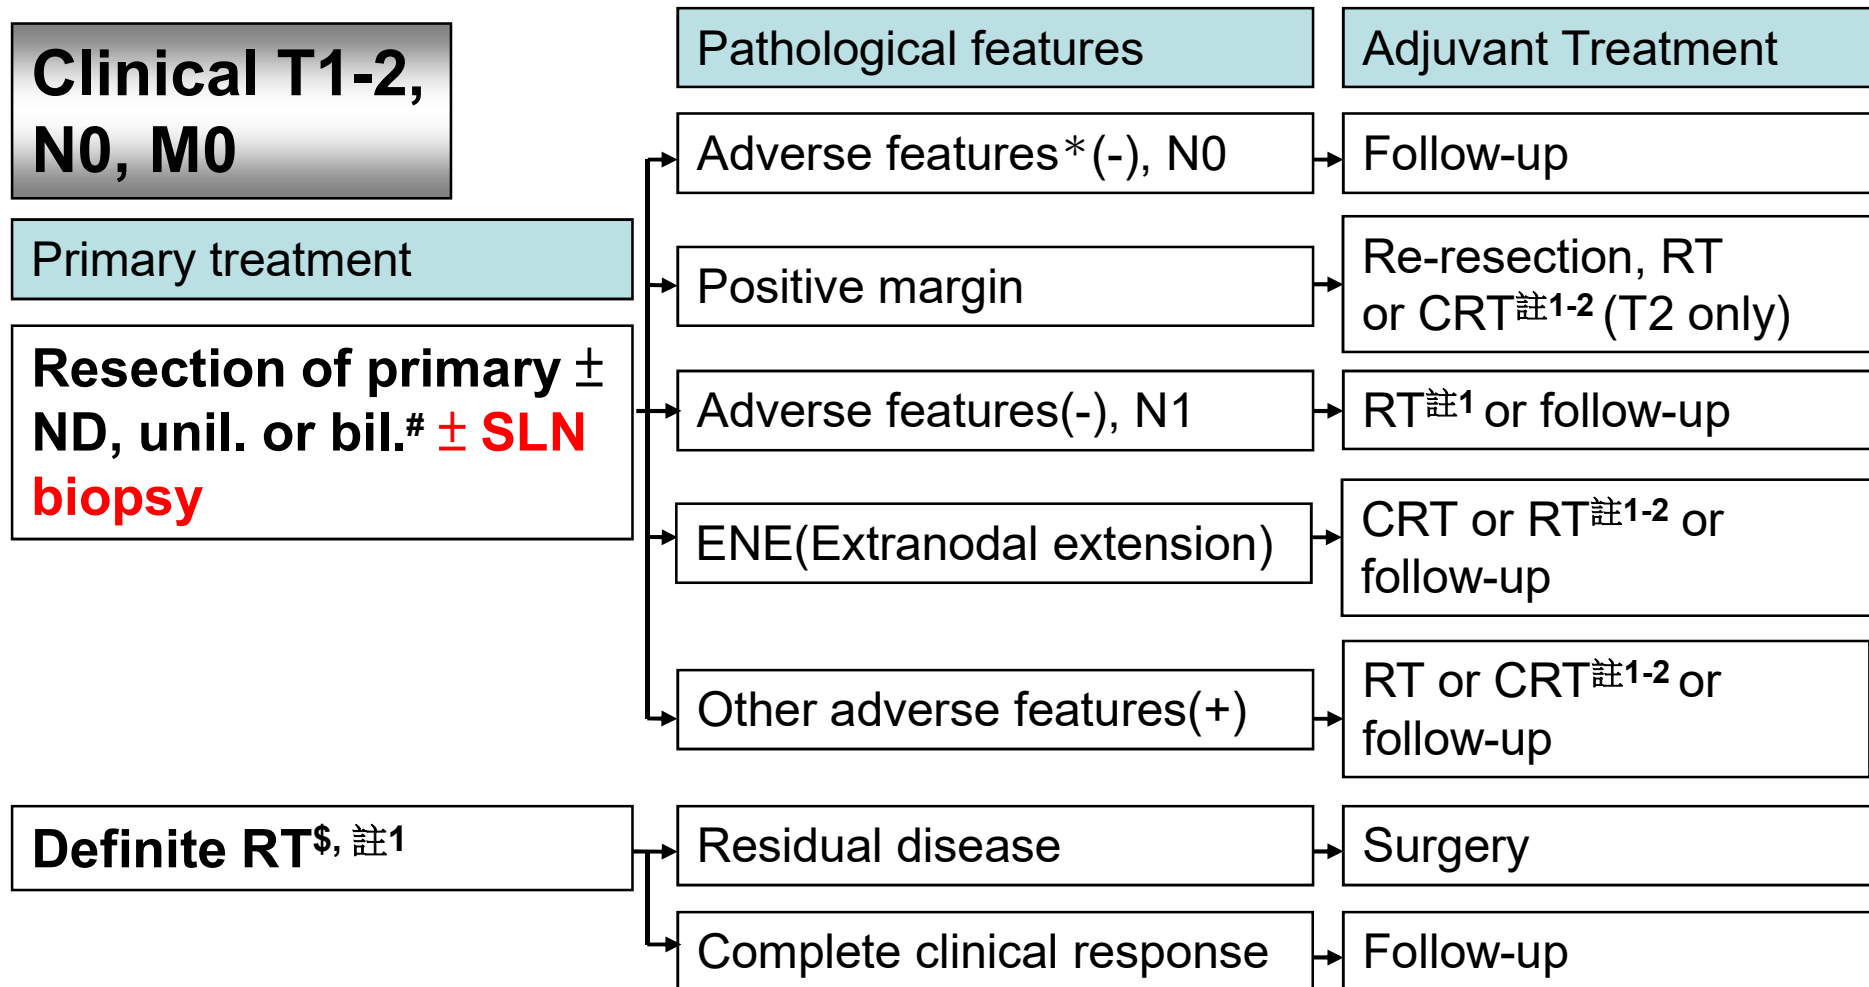 Clinical T1-2,
N0, M0
Primary treatment
Resection of primary ±
ND, unil. or bil.# ± SLN
biopsy
Definite RT$, 註1
Pathological features
Adjuvant Treatment
Adverse features*(-), N0
Follow-up
Positive margin
Re-resection, RT
or CRT註1-2 (T2 only)
Adverse features(-), N1
RT註1 or follow-up
ENE(Extranodal extension)
CRT or RT註1-2 or
follow-up
Other adverse features(+)
RT or CRT註1-2 or
follow-up
Residual disease
Surgery
Complete clinical response
Follow-up